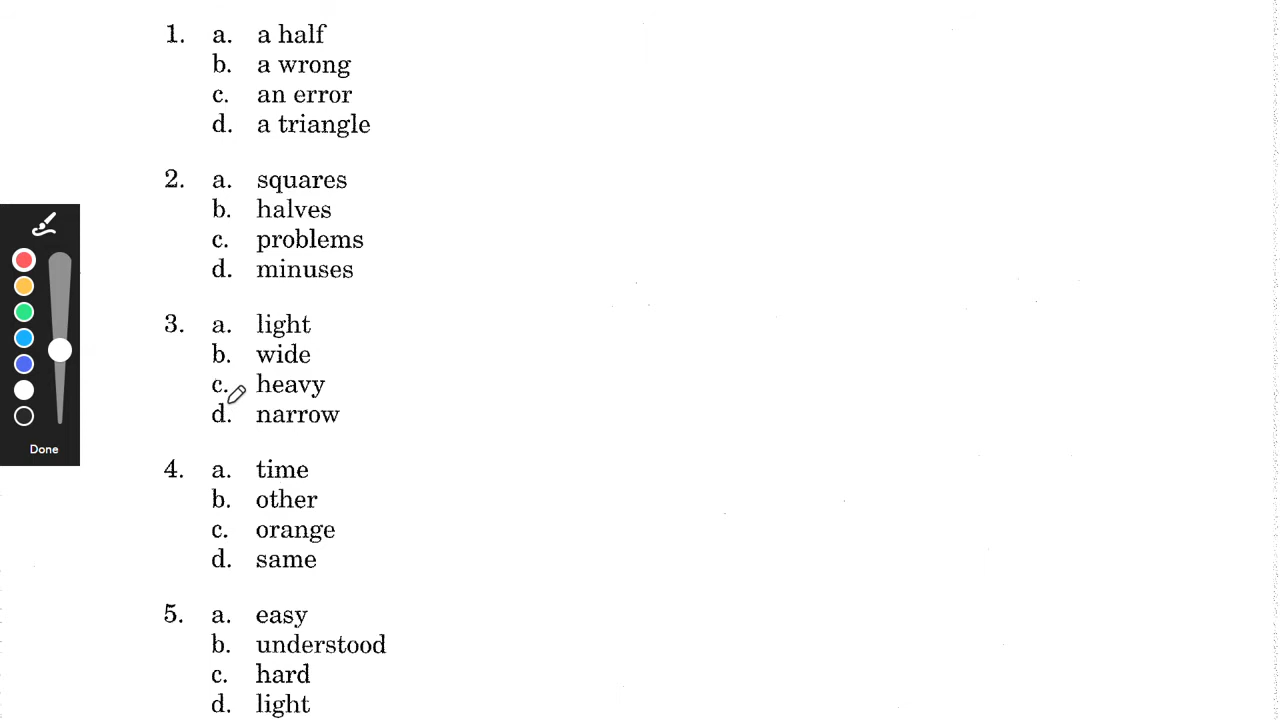 1. a. a half
b. a wrong
c. an error
d. a triangle
2. a. squares
b. halves
c. problems
d. minuses
3. a. light
b. wide
c. heavy
d. narrow
4. a. time
b. other
c. orange
d. same
5. a. easy
b. understood
c. hard
d. light
Done